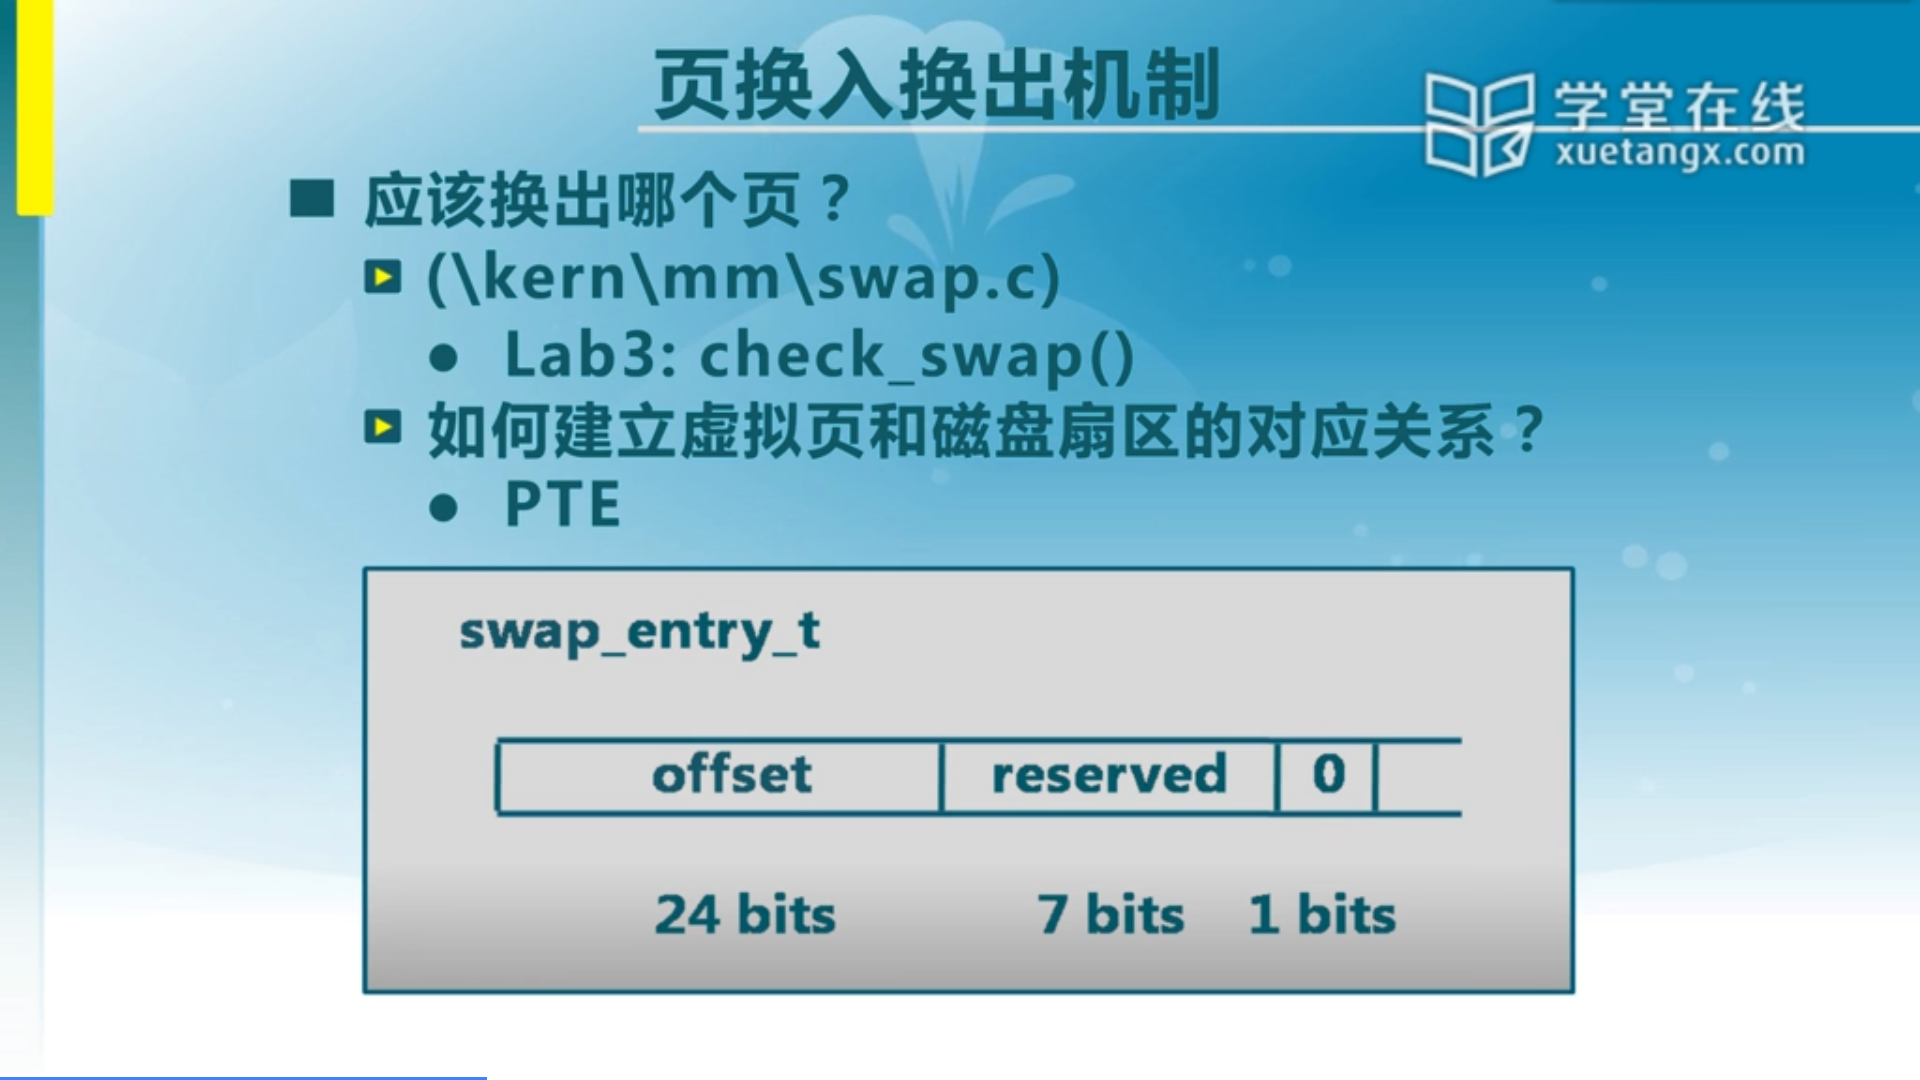 页换入换出机制
学堂在线
xuetangx.com
应该换出哪个页？
(\kern\mm\swap.c)
Lab3: check_swap()
如何建立虚拟页和磁盘扇区的对应关系？
PTE
swap_entry_t
offset reserved 0
24 bits 7 bits 1 bits